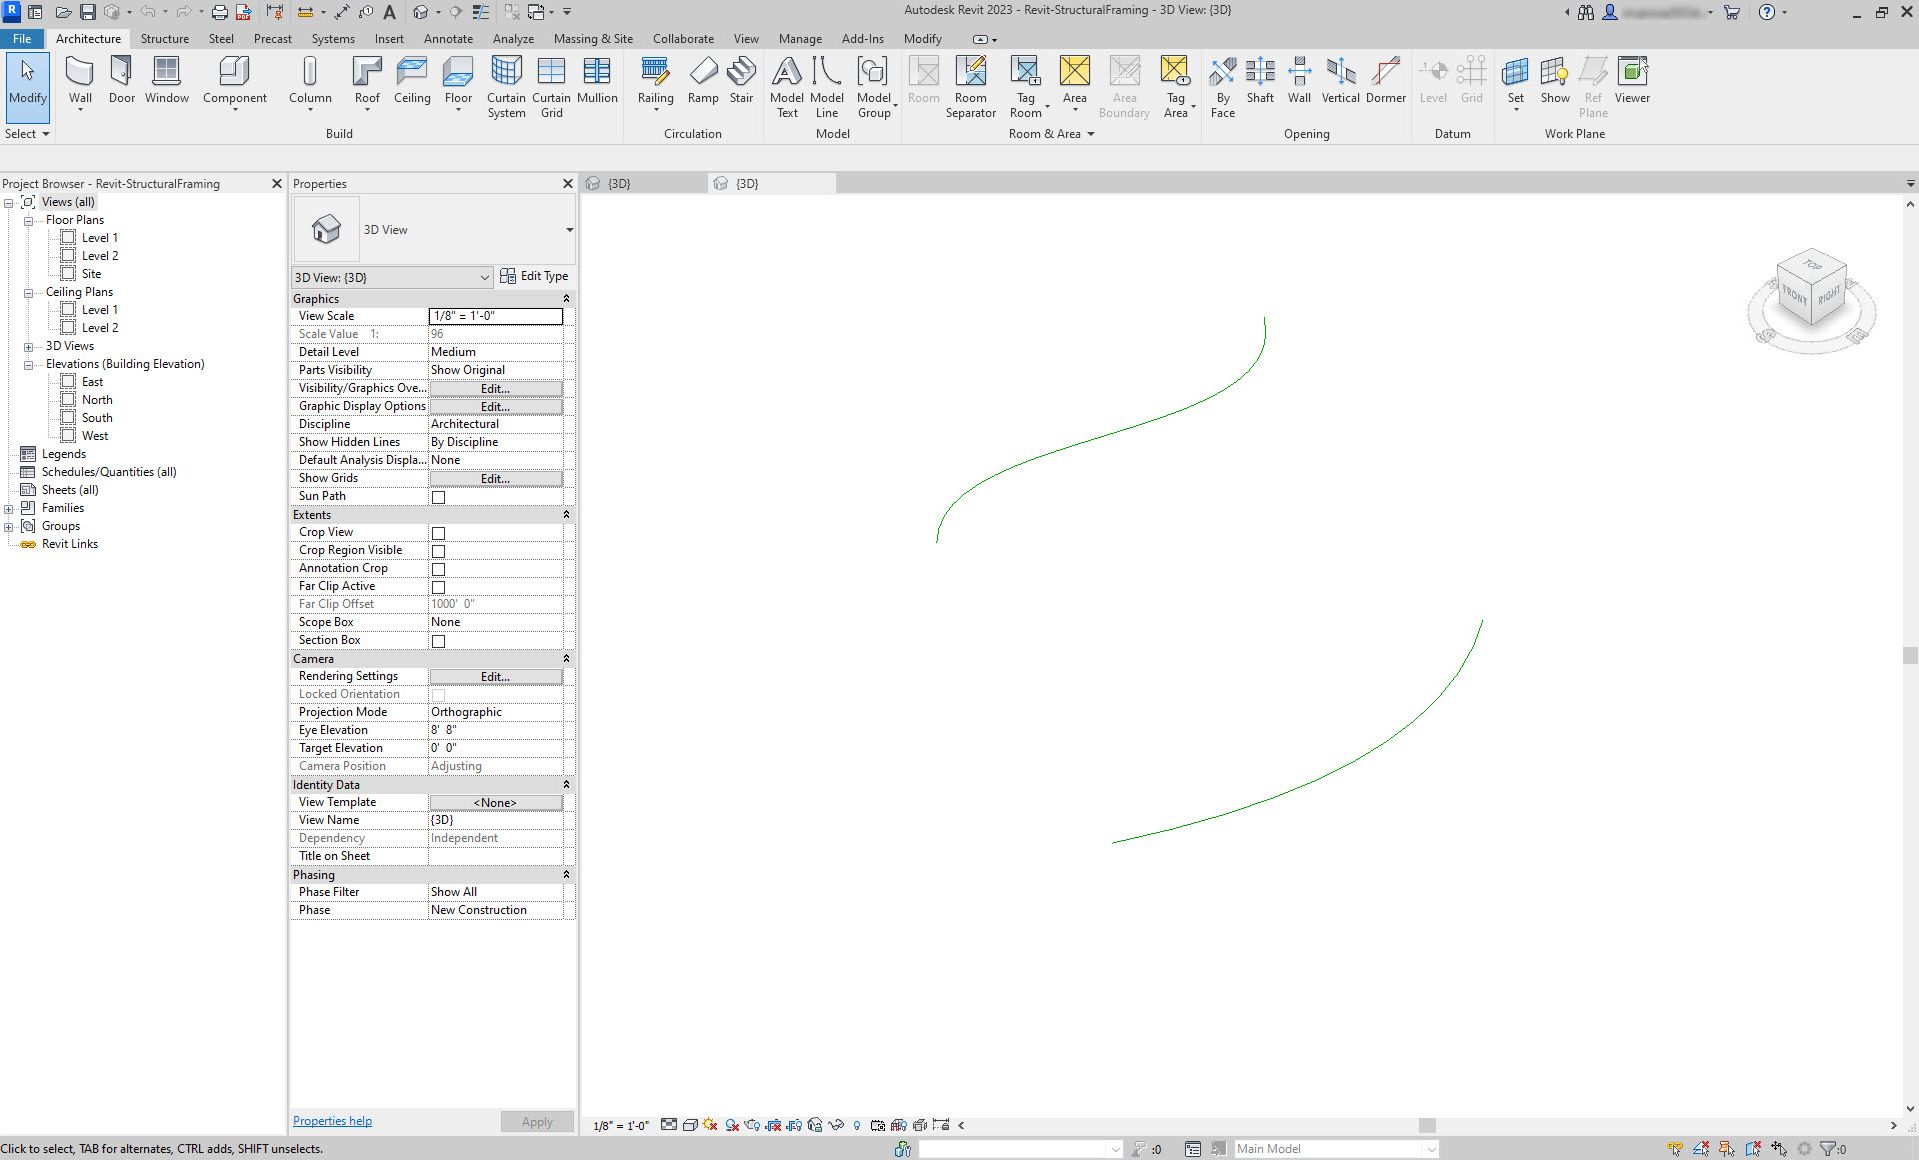 Autodesk Revit 2023 - Revit-StructuralFraming - 3D View: {3D}
File Architecture Structure Steel Precast Systems Insert Annotate Analyze Massing & Site Collaborate View Manage Add-Ins Modify
Modify Wall Door Window Component Column Roof Ceiling Floor Curtain System Curtain Grid Mullion Railing Ramp Stair Model Text Model Line Model Group Room Room Separator Tag Room Area Area Boundary Tag Area By Face Shaft Wall Vertical Dormer Level Grid Set Show Ref Plane Viewer
Select Build Circulation Model Room & Area Opening Datum Work Plane
Project Browser - Revit-StructuralFraming
Views (all)
Floor Plans
Level 1
Level 2
Site
Ceiling Plans
Level 1
Level 2
3D Views
Elevations (Building Elevation)
East
North
South
West
Legends
Schedules/Quantities (all)
Sheets (all)
Families
Groups
Revit Links
Properties
3D View
3D View: {3D} Edit Type
Graphics
View Scale 1/8" = 1'-0"
Scale Value 1: 96
Detail Level Medium
Parts Visibility Show Original
Visibility/Graphics Ove... Edit...
Graphic Display Options Edit...
Discipline Architectural
Show Hidden Lines By Discipline
Default Analysis Displa... None
Show Grids Edit...
Sun Path
Extents
Crop View
Crop Region Visible
Annotation Crop
Far Clip Active
Far Clip Offset 1000' 0"
Scope Box None
Section Box
Camera
Rendering Settings Edit...
Locked Orientation
Projection Mode Orthographic
Eye Elevation 8' 8"
Target Elevation 0' 0"
Camera Position Adjusting
Identity Data
View Template <None>
View Name {3D}
Dependency Independent
Title on Sheet
Phasing
Phase Filter Show All
Phase New Construction
Properties help Apply
{3D} {3D}
TOP
FRONT RIGHT
S E
1/8" = 1'-0"
Click to select, TAB for alternates, CTRL adds, SHIFT unselects.
:0 Main Model :0